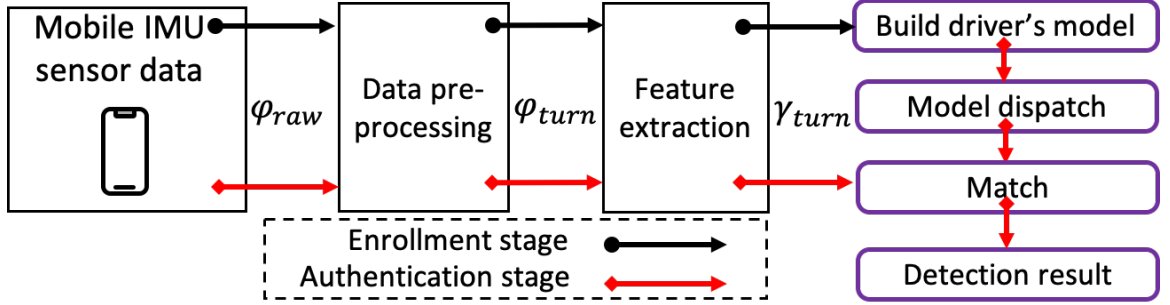 Mobile IMU
sensor data
φ_raw
Data pre-
processing
φ_turn
Feature
extraction
γ_turn
Build driver’s model
Model dispatch
Match
Detection result
Enrollment stage
Authentication stage